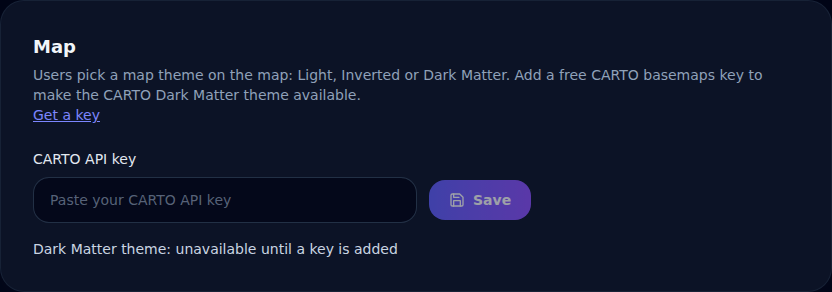 Map
Users pick a map theme on the map: Light, Inverted or Dark Matter. Add a free CARTO basemaps key to
make the CARTO Dark Matter theme available.
Get a key
CARTO API key
Paste your CARTO API key
Save
Dark Matter theme: unavailable until a key is added